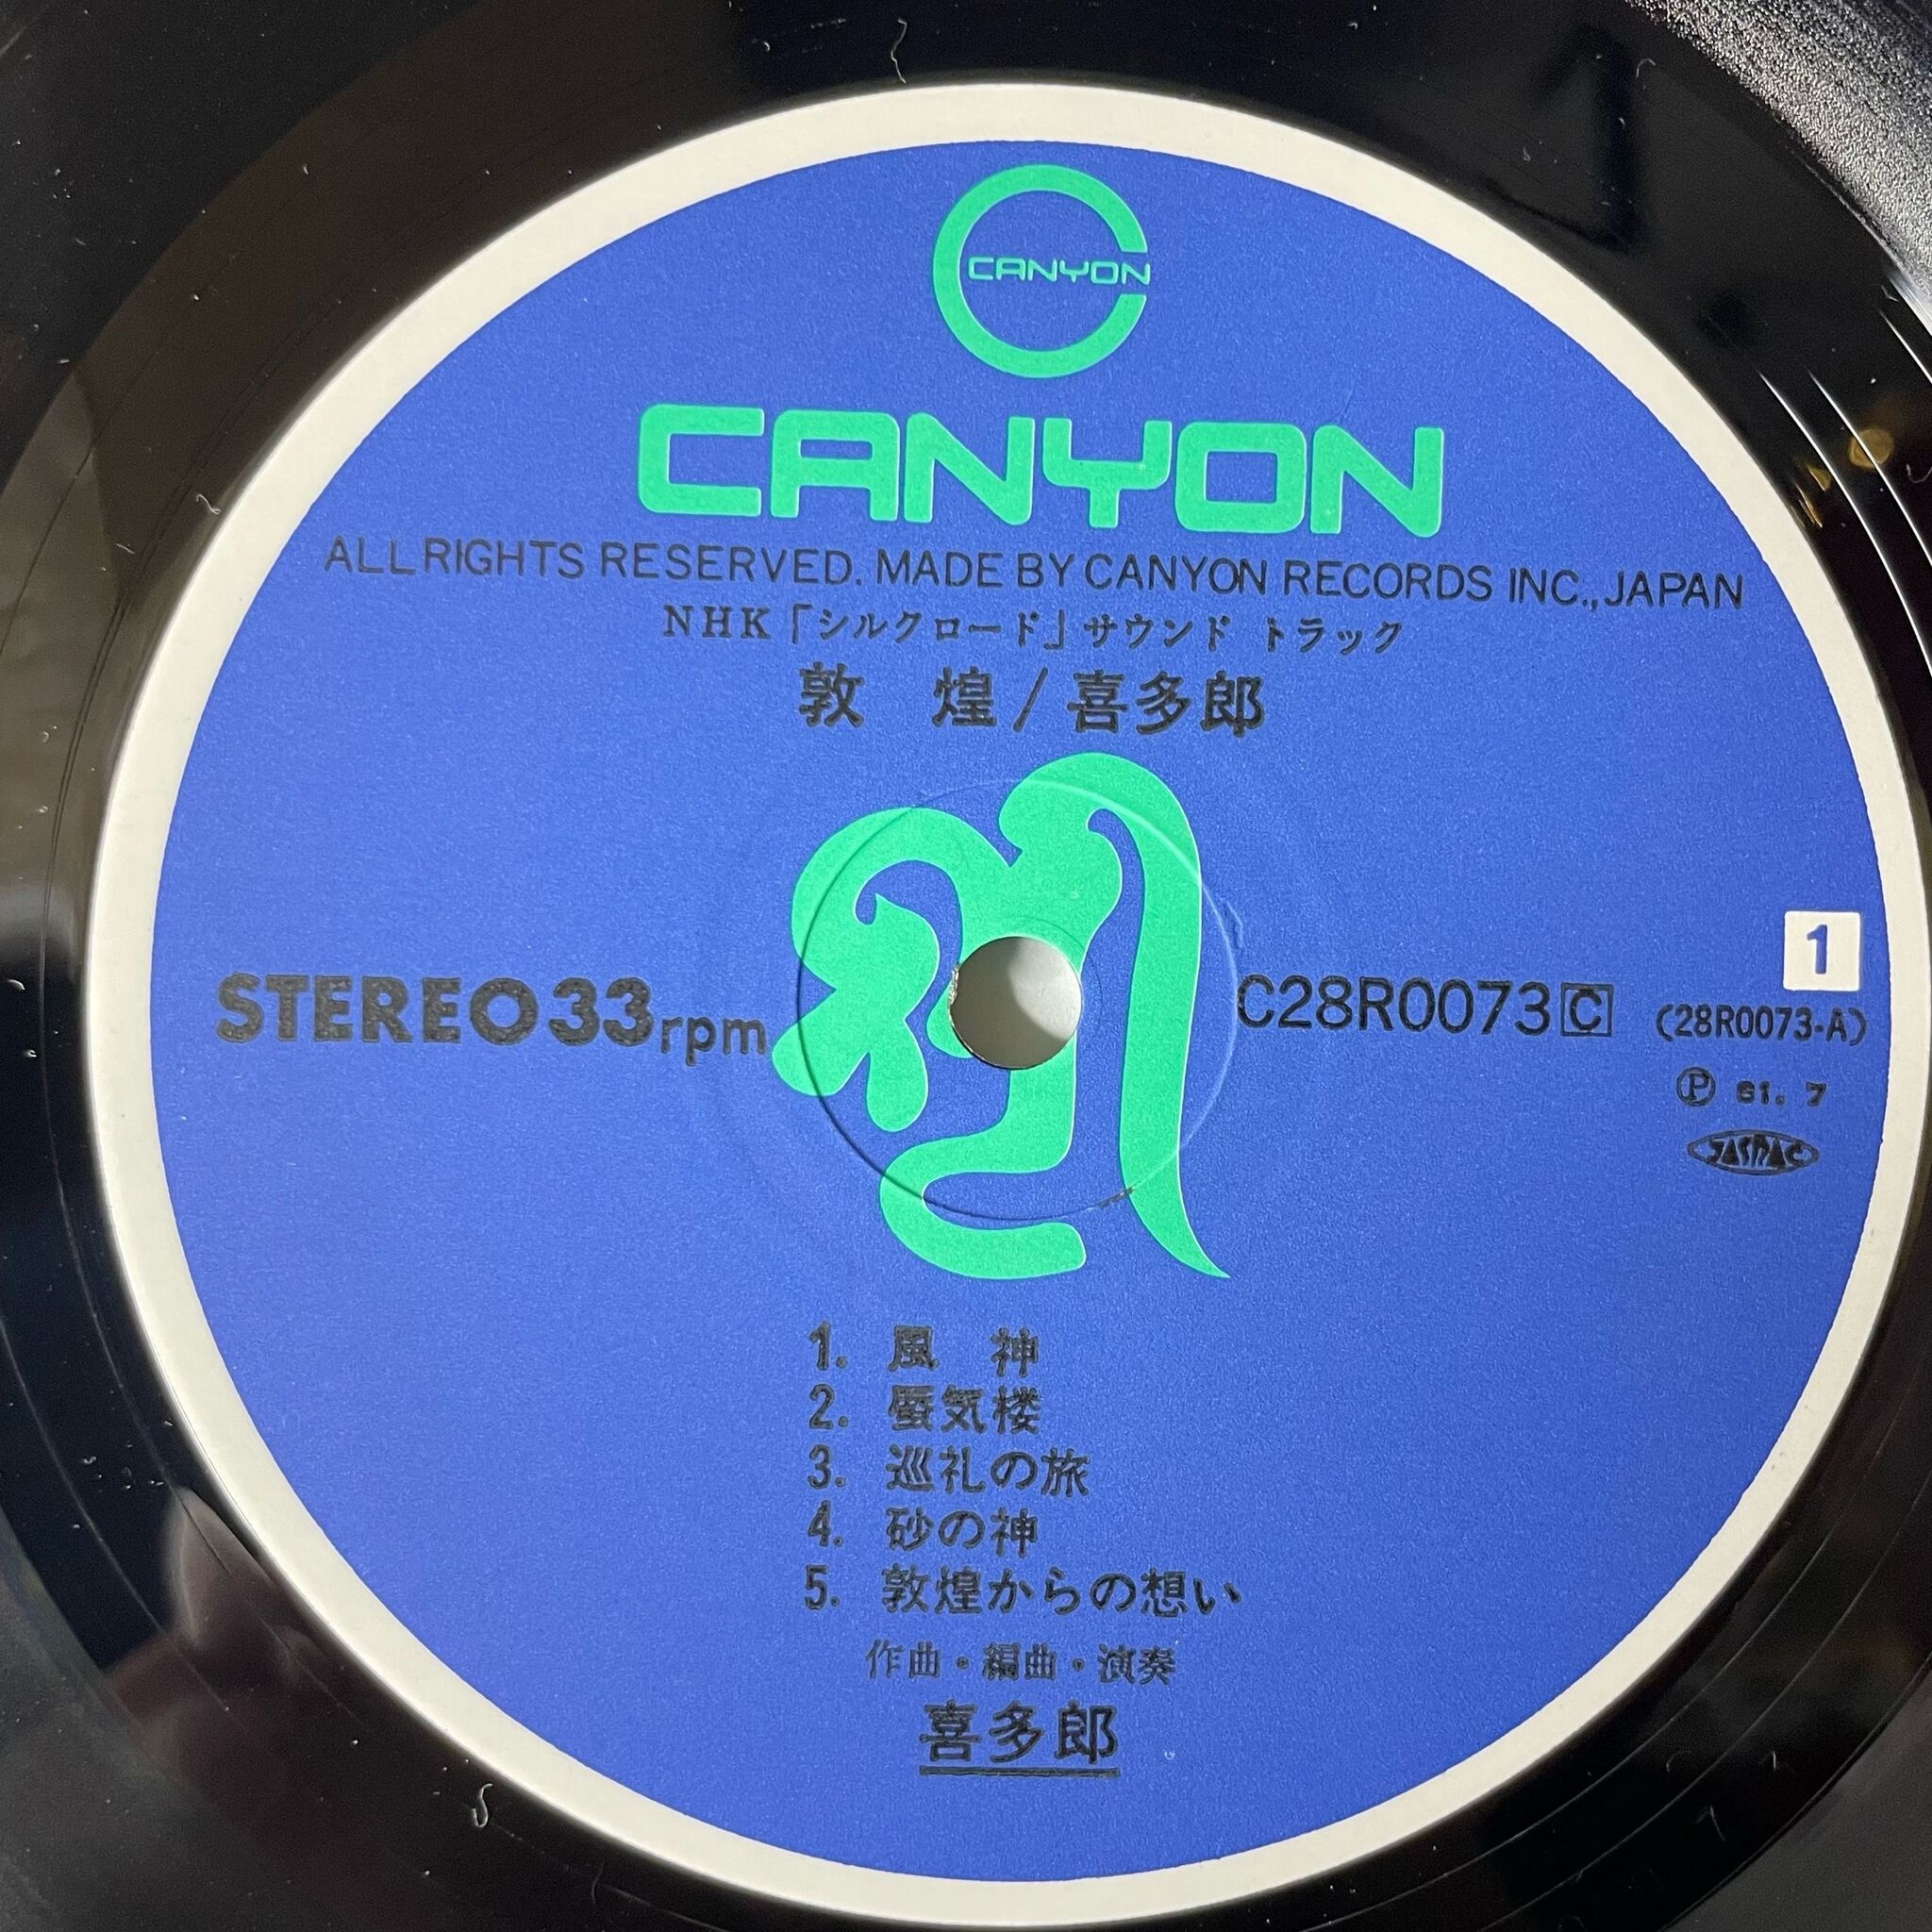 CANYON
CANYON
ALL RIGHTS RESERVED. MADE BY CANYON RECORDS INC., JAPAN
NHK「シルクロード」サウンド トラック
敦 煌/喜多郎
1
STEREO 33rpm
C28R0073 C
(28R0073-A)
Ⓟ 81. 7
JASRAC
1. 風 神
2. 蜃気楼
3. 巡礼の旅
4. 砂の神
5. 敦煌からの想い
作曲・編曲・演奏
喜多郎